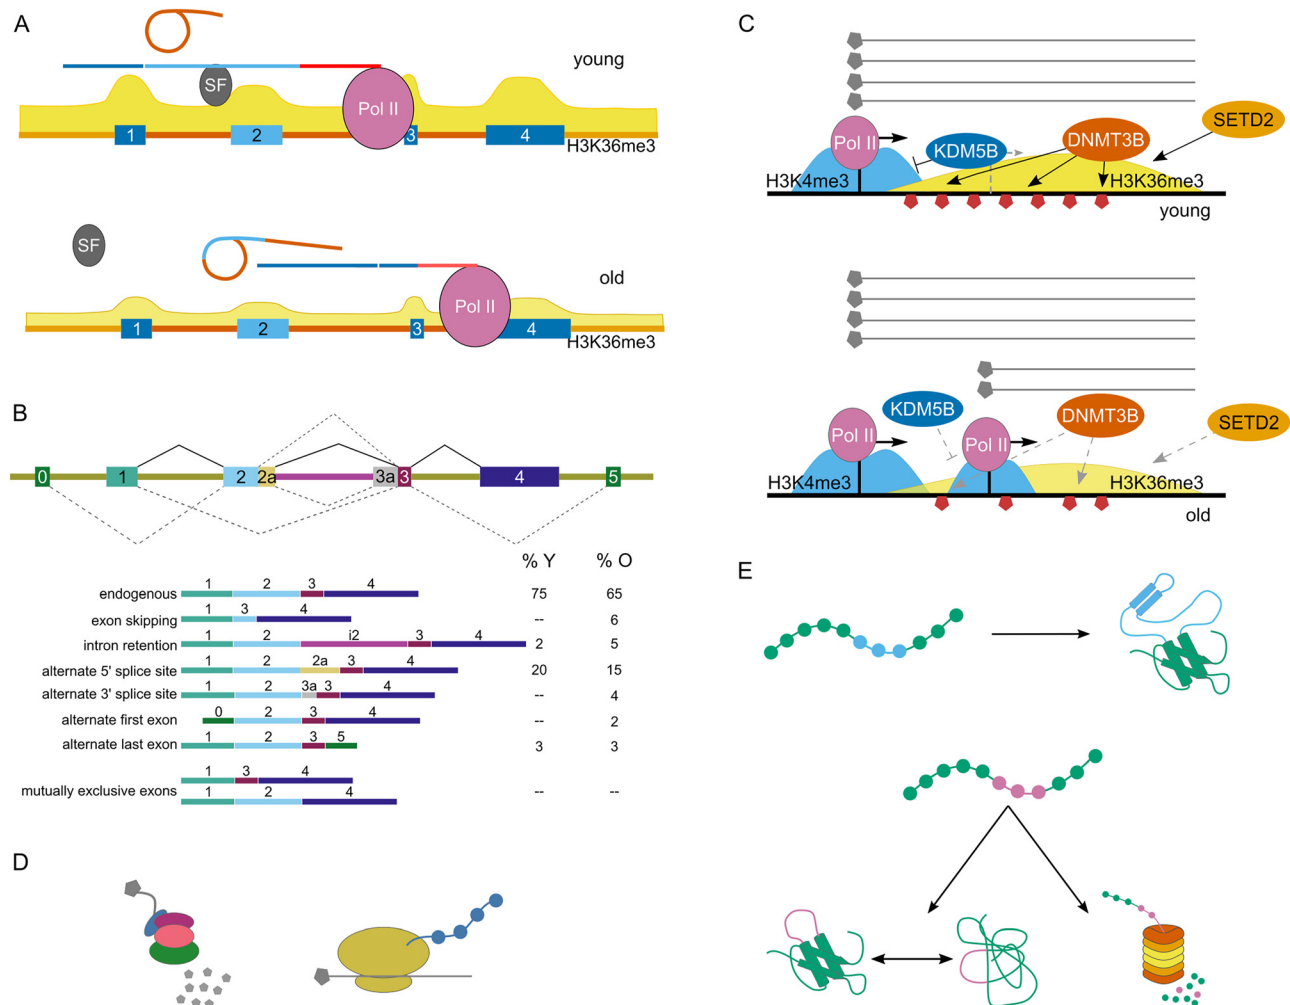 A
young
SF
Pol II
1
2
3
4
H3K36me3
SF
old
Pol II
1
2
3
4
H3K36me3
B
0
1
2
2a
3a
3
4
5
% Y
% O
1 2 3 4
endogenous 75 65
1 3 4
exon skipping -- 6
1 2 i2 3 4
intron retention 2 5
1 2 2a 3 4
alternate 5' splice site 20 15
1 2 3a 3 4
alternate 3' splice site -- 4
0 2 3 4
alternate first exon -- 2
1 2 3 5
alternate last exon 3 3
1 3 4
mutually exclusive exons -- --
1 2 4
C
Pol II
KDM5B
DNMT3B
SETD2
H3K4me3
H3K36me3
young
KDM5B
DNMT3B
SETD2
Pol II
Pol II
H3K4me3
H3K36me3
old
D
E